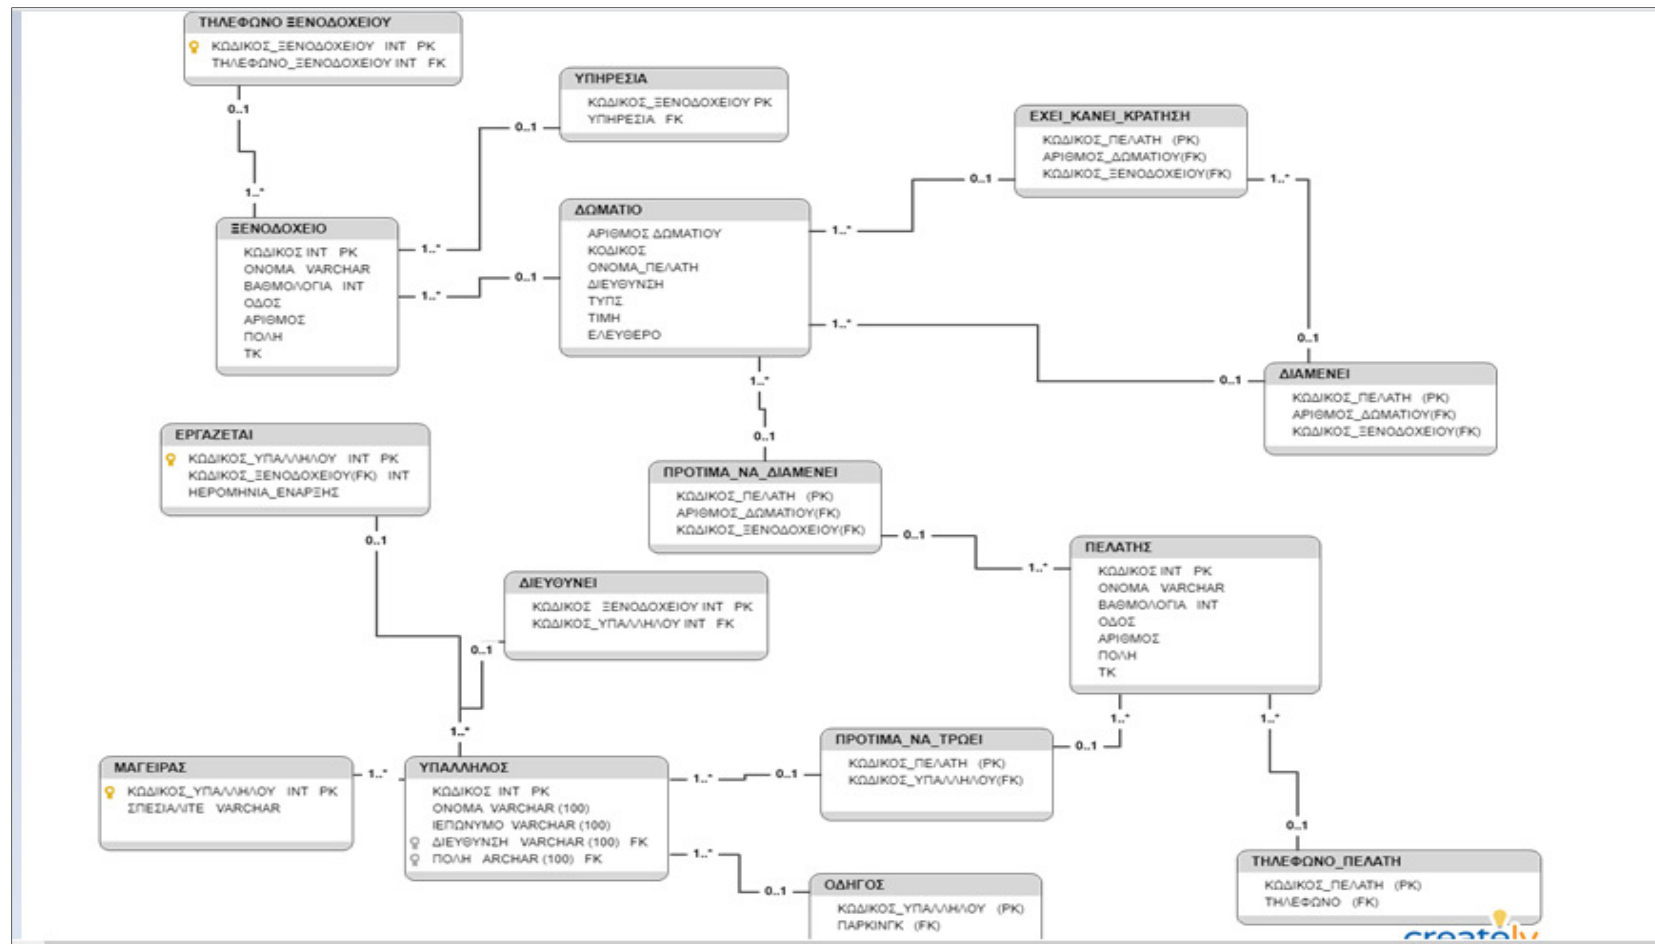 ΤΗΛΕΦΩΝΟ ΞΕΝΟΔΟΧΕΙΟΥ
ΚΩΔΙΚΟΣ_ΞΕΝΟΔΟΧΕΙΟΥ INT PK
ΤΗΛΕΦΩΝΟ_ΞΕΝΟΔΟΧΕΙΟΥ INT FK
0..1
1..*
ΥΠΗΡΕΣΙΑ
ΚΩΔΙΚΟΣ_ΞΕΝΟΔΟΧΕΙΟΥ PK
ΥΠΗΡΕΣΙΑ FK
0..1
1..*
ΞΕΝΟΔΟΧΕΙΟ
ΚΩΔΙΚΟΣ INT PK
ΟΝΟΜΑ VARCHAR
ΒΑΘΜΟΛΟΓΙΑ INT
ΟΔΟΣ
ΑΡΙΘΜΟΣ
ΠΟΛΗ
ΤΚ
1..*
0..1
ΔΩΜΑΤΙΟ
ΑΡΙΘΜΟΣ ΔΩΜΑΤΙΟΥ
ΚΟΔΙΚΟΣ
ΟΝΟΜΑ_ΠΕΛΑΤΗ
ΔΙΕΥΘΥΝΣΗ
ΤΥΠΣ
ΤΙΜΗ
ΕΛΕΥΘΕΡΟ
1..*
0..1
ΕΧΕΙ_ΚΑΝΕΙ_ΚΡΑΤΗΣΗ
ΚΩΔΙΚΟΣ_ΠΕΛΑΤΗ (PK)
ΑΡΙΘΜΟΣ_ΔΩΜΑΤΙΟΥ(FK)
ΚΩΔΙΚΟΣ_ΞΕΝΟΔΟΧΕΙΟΥ(FK)
1..*
0..1
1..*
0..1
ΔΙΑΜΕΝΕΙ
ΚΩΔΙΚΟΣ_ΠΕΛΑΤΗ (PK)
ΑΡΙΘΜΟΣ_ΔΩΜΑΤΙΟΥ(FK)
ΚΩΔΙΚΟΣ_ΞΕΝΟΔΟΧΕΙΟΥ(FK)
1..*
0..1
ΕΡΓΑΖΕΤΑΙ
ΚΩΔΙΚΟΣ_ΥΠΑΛΛΗΛΟΥ INT PK
ΚΩΔΙΚΟΣ_ΞΕΝΟΔΟΧΕΙΟΥ(FK) INT
ΗΕΡΟΜΗΝΙΑ_ΕΝΑΡΞΗΣ
0..1
ΠΡΟΤΙΜΑ_ΝΑ_ΔΙΑΜΕΝΕΙ
ΚΩΔΙΚΟΣ_ΠΕΛΑΤΗ (PK)
ΑΡΙΘΜΟΣ_ΔΩΜΑΤΙΟΥ(FK)
ΚΩΔΙΚΟΣ_ΞΕΝΟΔΟΧΕΙΟΥ(FK)
0..1
1..*
ΠΕΛΑΤΗΣ
ΚΩΔΙΚΟΣ INT PK
ΟΝΟΜΑ VARCHAR
ΒΑΘΜΟΛΟΓΙΑ INT
ΟΔΟΣ
ΑΡΙΘΜΟΣ
ΠΟΛΗ
ΤΚ
ΔΙΕΥΘΥΝΕΙ
ΚΩΔΙΚΟΣ ΞΕΝΟΔΟΧΕΙΟΥ INT PK
ΚΩΔΙΚΟΣ_ΥΠΑΛΛΗΛΟΥ INT FK
0..1
1..*
ΜΑΓΕΙΡΑΣ
ΚΩΔΙΚΟΣ_ΥΠΑΛΛΗΛΟΥ INT PK
ΣΠΕΣΙΑΛΙΤΕ VARCHAR
1..*
ΥΠΑΛΛΗΛΟΣ
ΚΩΔΙΚΟΣ INT PK
ΟΝΟΜΑ VARCHAR (100)
ΙΕΠΩΝΥΜΟ VARCHAR (100)
ΔΙΕΥΘΥΝΣΗ VARCHAR (100) FK
ΠΟΛΗ ARCHAR (100) FK
1..*
0..1
ΠΡΟΤΙΜΑ_ΝΑ_ΤΡΩΕΙ
ΚΩΔΙΚΟΣ_ΠΕΛΑΤΗ (PK)
ΚΩΔΙΚΟΣ_ΥΠΑΛΛΗΛΟΥ(FK)
0..1
1..*
1..*
0..1
ΤΗΛΕΦΩΝΟ_ΠΕΛΑΤΗ
ΚΩΔΙΚΟΣ_ΠΕΛΑΤΗ (PK)
ΤΗΛΕΦΩΝΟ (FK)
1..*
0..1
ΟΔΗΓΟΣ
ΚΩΔΙΚΟΣ_ΥΠΑΛΛΗΛΟΥ (PK)
ΠΑΡΚΙΝΓΚ (FK)
creately